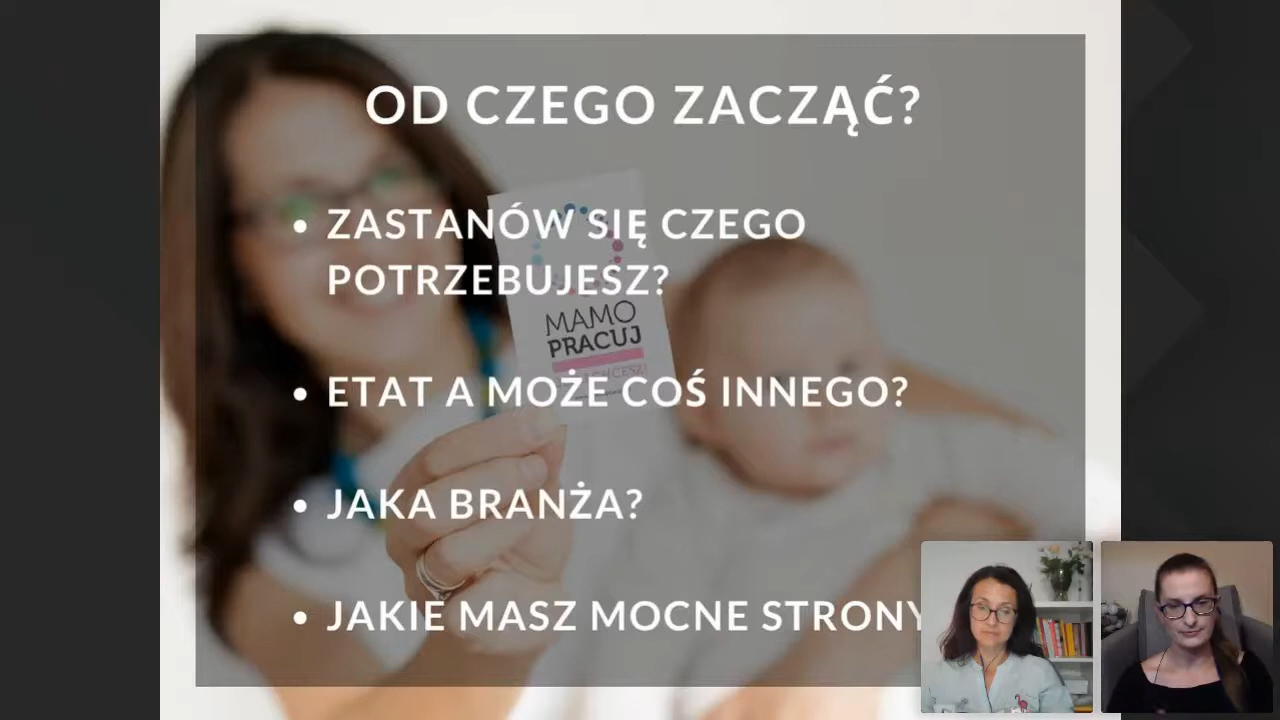 OD CZEGO ZACZĄĆ?
ZASTANÓW SIĘ CZEGO
POTRZEBUJESZ?
MAMO
PRACUJ
ETAT A MOŻE COŚ INNEGO?
JAKA BRANŻA?
JAKIE MASZ MOCNE STRONY